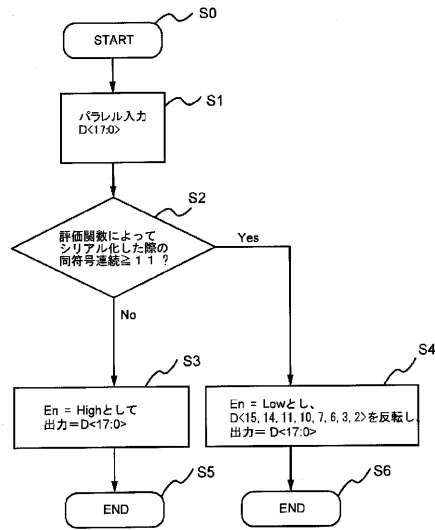 S0
START
S1
パラレル入力
D<17:0>
S2
評価関数によって
シリアル化した際の
同符号連続≧11?
Yes
No
S3
En = Highとして
出力=D<17:0>
S4
En = Lowとし、
D<15, 14, 11, 10, 7, 6, 3, 2>を反転し、
出力= D<17:0>
S5
END
S6
END